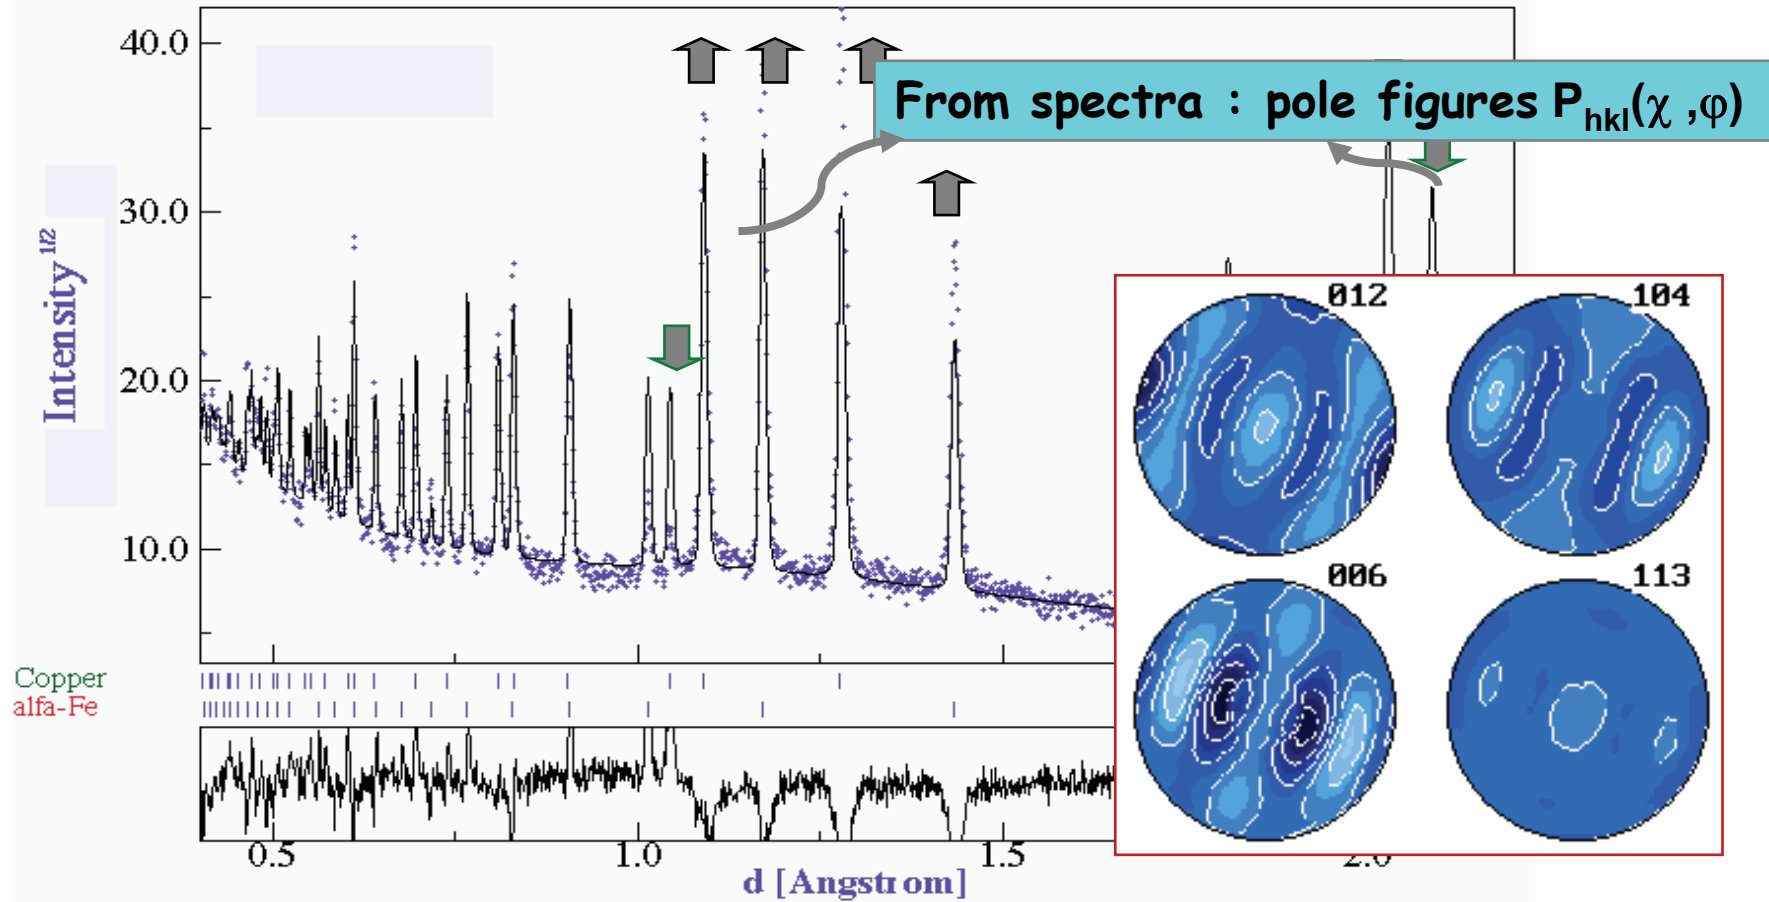 40.0
30.0
20.0
10.0
Intensity 1/2
From spectra : pole figures Phkl(χ ,φ)
012
104
006
113
Copper
alfa-Fe
0.5
1.0
1.5
2.0
d [Angstrom]